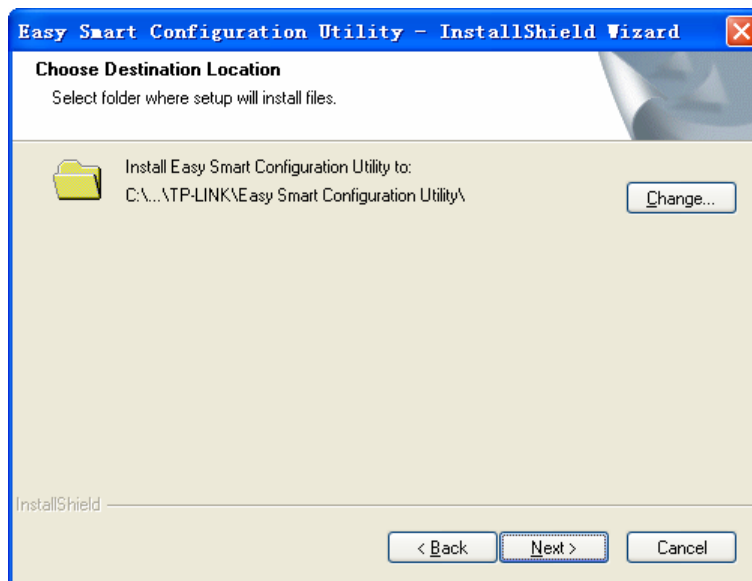 Easy Smart Configuration Utility - InstallShield Wizard
Choose Destination Location
Select folder where setup will install files.
Install Easy Smart Configuration Utility to:
C:\...\TP-LINK\Easy Smart Configuration Utility\
Change...
InstallShield
< Back
Next >
Cancel